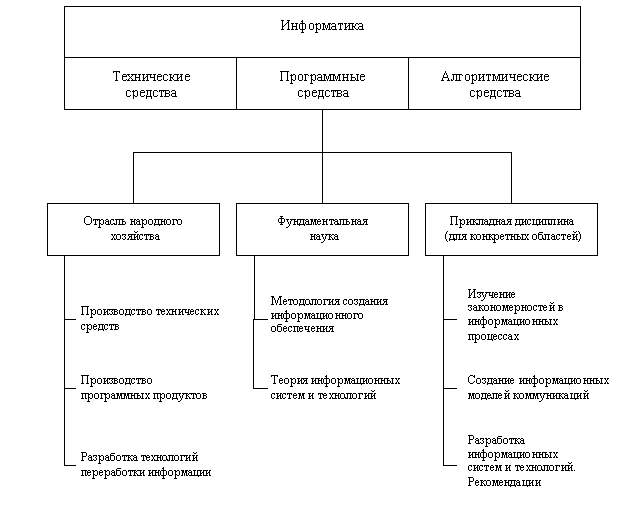 Информатика
Технические
средства
Программные
средства
Алгоритмические
средства
Отрасль народного
хозяйства
Фундаментальная
наука
Прикладная дисциплина
(для конкретных областей)
Производство технических
средств
Производство
программных продуктов
Разработка технологий
переработки информации
Методология создания
информационного
обеспечения
Теория информационных
систем и технологий
Изучение
закономерностей в
информационных
процессах
Создание информационных
моделей коммуникаций
Разработка
информационных
систем и технологий.
Рекомендации